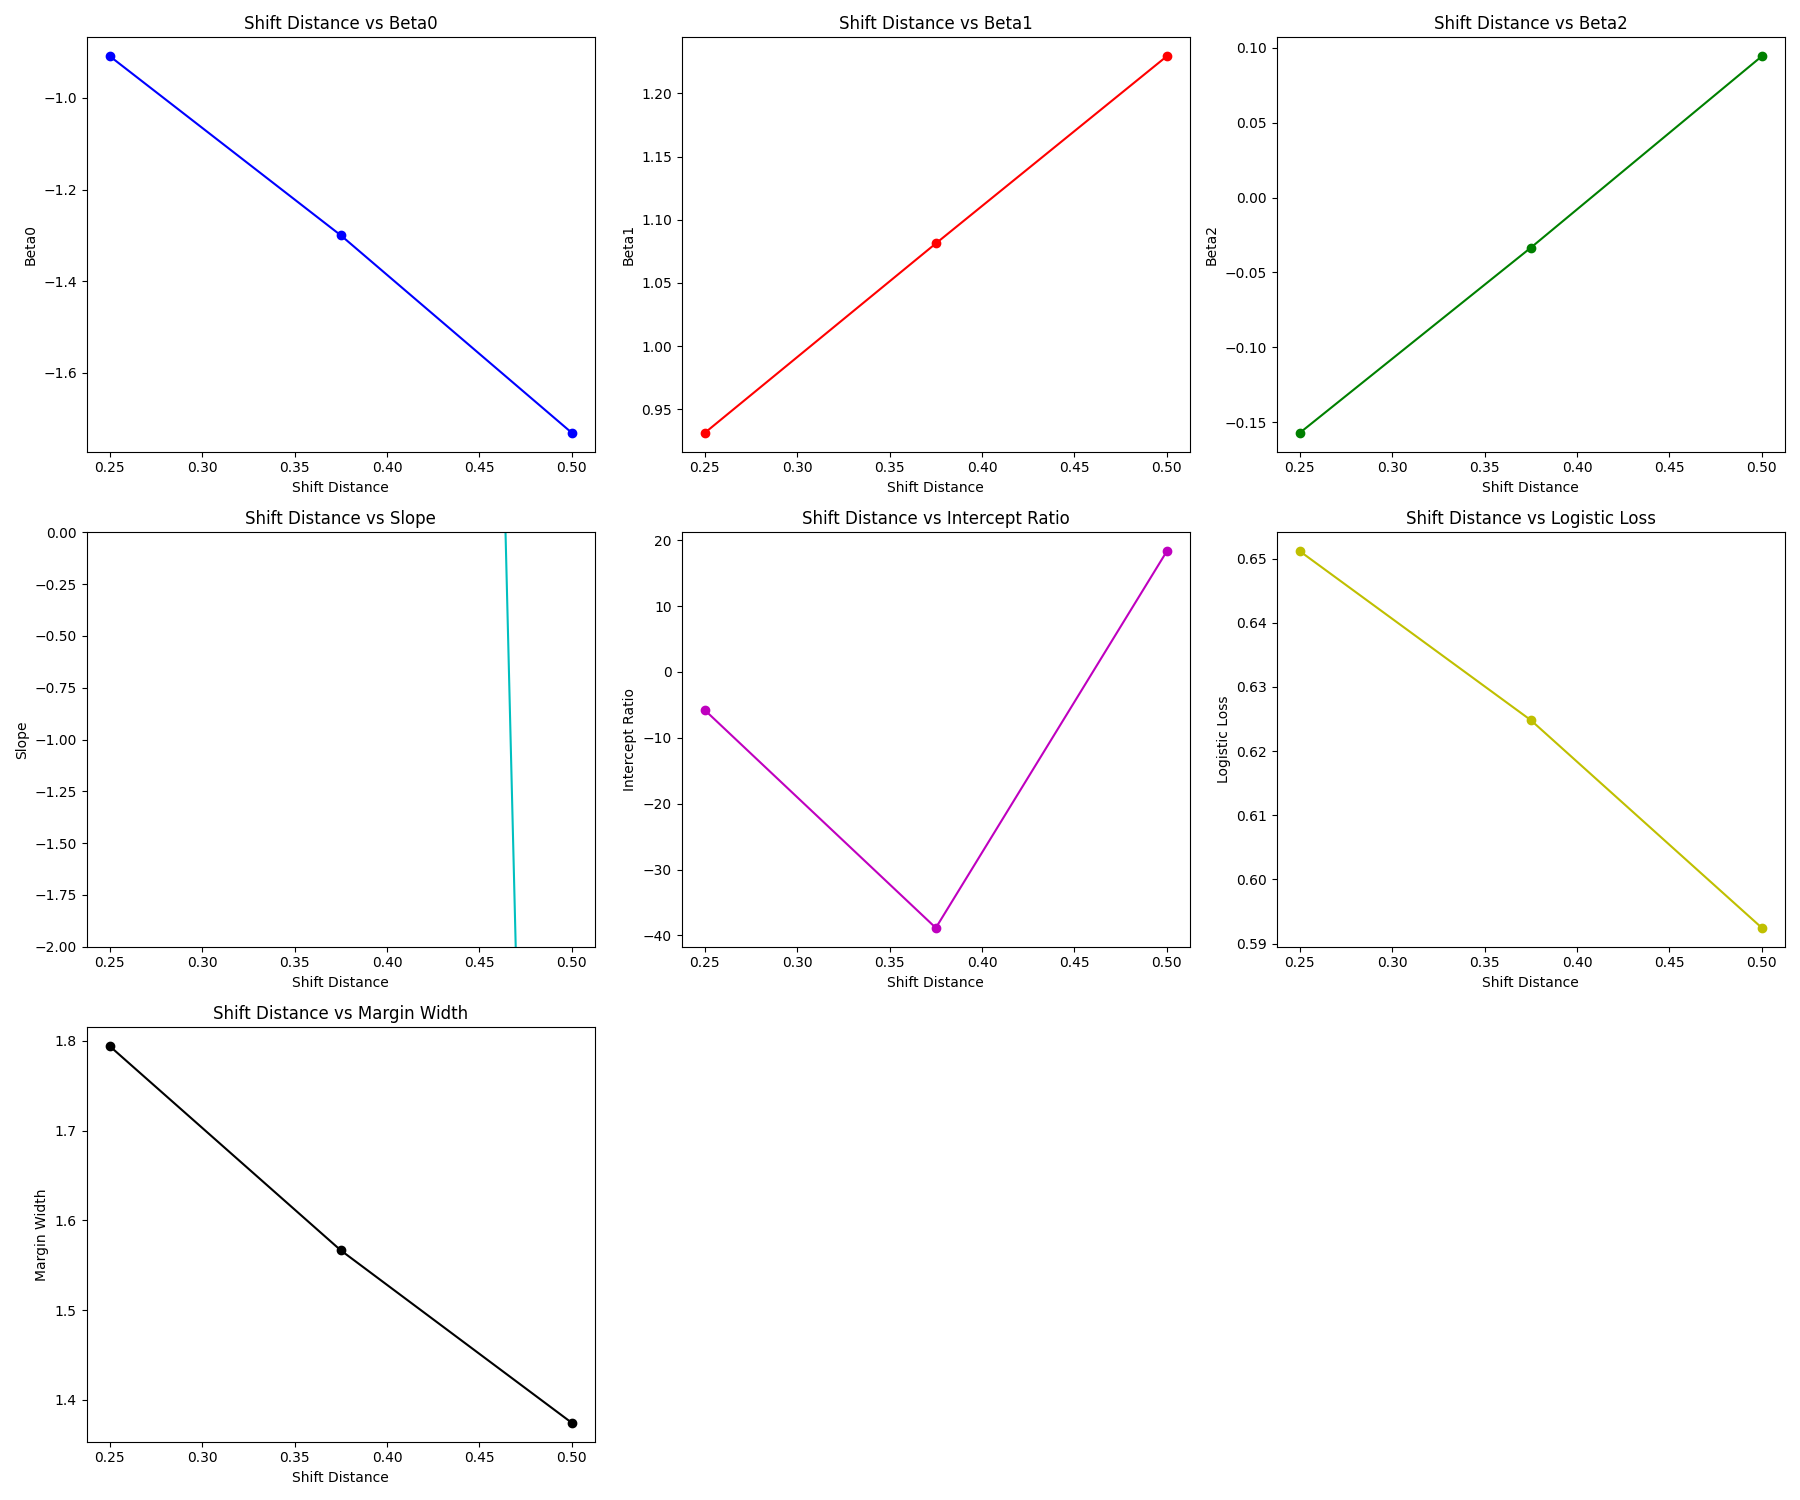 Shift Distance vs Beta0
Beta0
−1.0
−1.2
−1.4
−1.6
0.25 0.30 0.35 0.40 0.45 0.50
Shift Distance
Shift Distance vs Beta1
Beta1
1.20
1.15
1.10
1.05
1.00
0.95
0.25 0.30 0.35 0.40 0.45 0.50
Shift Distance
Shift Distance vs Beta2
Beta2
0.10
0.05
0.00
−0.05
−0.10
−0.15
0.25 0.30 0.35 0.40 0.45 0.50
Shift Distance
Shift Distance vs Slope
Slope
0.00
−0.25
−0.50
−0.75
−1.00
−1.25
−1.50
−1.75
−2.00
0.25 0.30 0.35 0.40 0.45 0.50
Shift Distance
Shift Distance vs Intercept Ratio
Intercept Ratio
20
10
0
−10
−20
−30
−40
0.25 0.30 0.35 0.40 0.45 0.50
Shift Distance
Shift Distance vs Logistic Loss
Logistic Loss
0.65
0.64
0.63
0.62
0.61
0.60
0.59
0.25 0.30 0.35 0.40 0.45 0.50
Shift Distance
Shift Distance vs Margin Width
Margin Width
1.8
1.7
1.6
1.5
1.4
0.25 0.30 0.35 0.40 0.45 0.50
Shift Distance